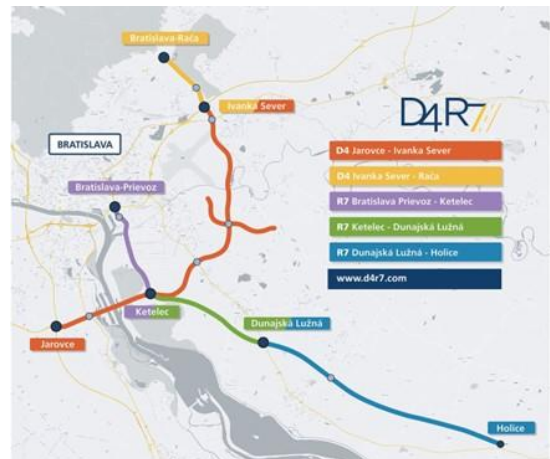 Bratislava-Rača
Ivanka Sever
D4R7
BRATISLAVA
D4 Jarovce - Ivanka Sever
D4 Ivanka Sever - Rača
Bratislava-Prievoz
R7 Bratislava Prievoz - Ketelec
R7 Ketelec - Dunajská Lužná
R7 Dunajská Lužná - Holice
www.d4r7.com
Ketelec
Dunajská Lužná
Jarovce
Holice